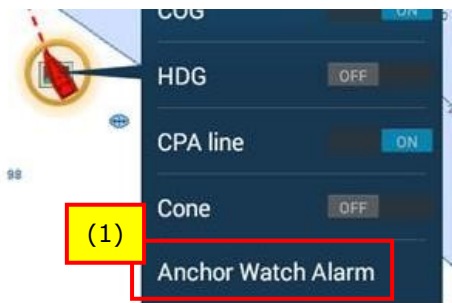 COG ON
HDG OFF
CPA line ON
98
Cone OFF
(1)
Anchor Watch Alarm